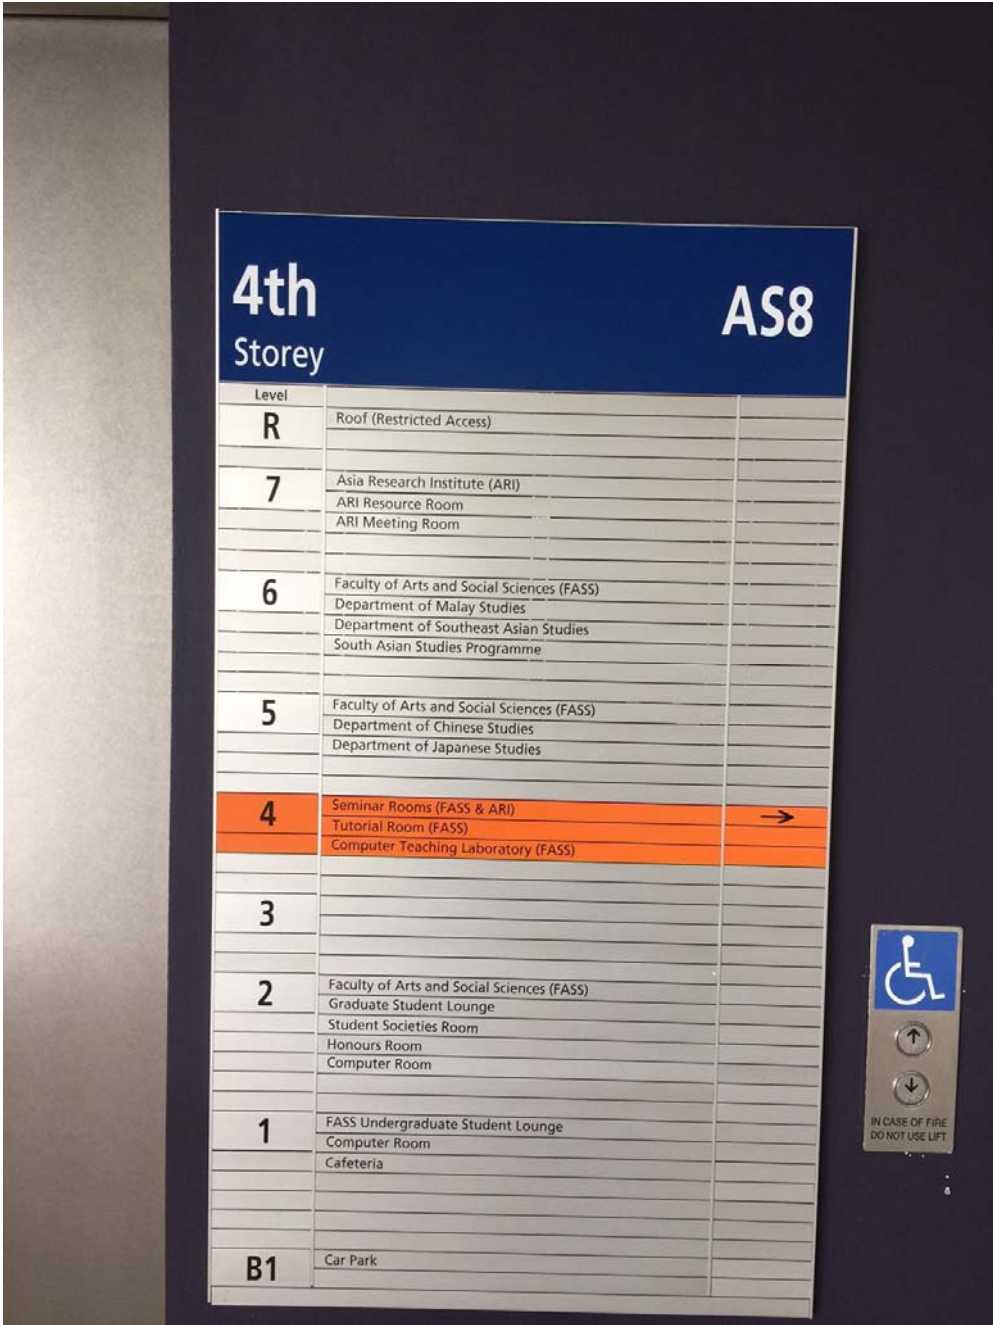 4th
Storey
AS8
Level
R
Roof (Restricted Access)
7
Asia Research Institute (ARI)
ARI Resource Room
ARI Meeting Room
6
Faculty of Arts and Social Sciences (FASS)
Department of Malay Studies
Department of Southeast Asian Studies
South Asian Studies Programme
5
Faculty of Arts and Social Sciences (FASS)
Department of Chinese Studies
Department of Japanese Studies
4
Seminar Rooms (FASS & ARI)
→
Tutorial Room (FASS)
Computer Teaching Laboratory (FASS)
3
2
Faculty of Arts and Social Sciences (FASS)
Graduate Student Lounge
Student Societies Room
Honours Room
Computer Room
1
FASS Undergraduate Student Lounge
Computer Room
Cafeteria
B1
Car Park
IN CASE OF FIRE
DO NOT USE LIFT